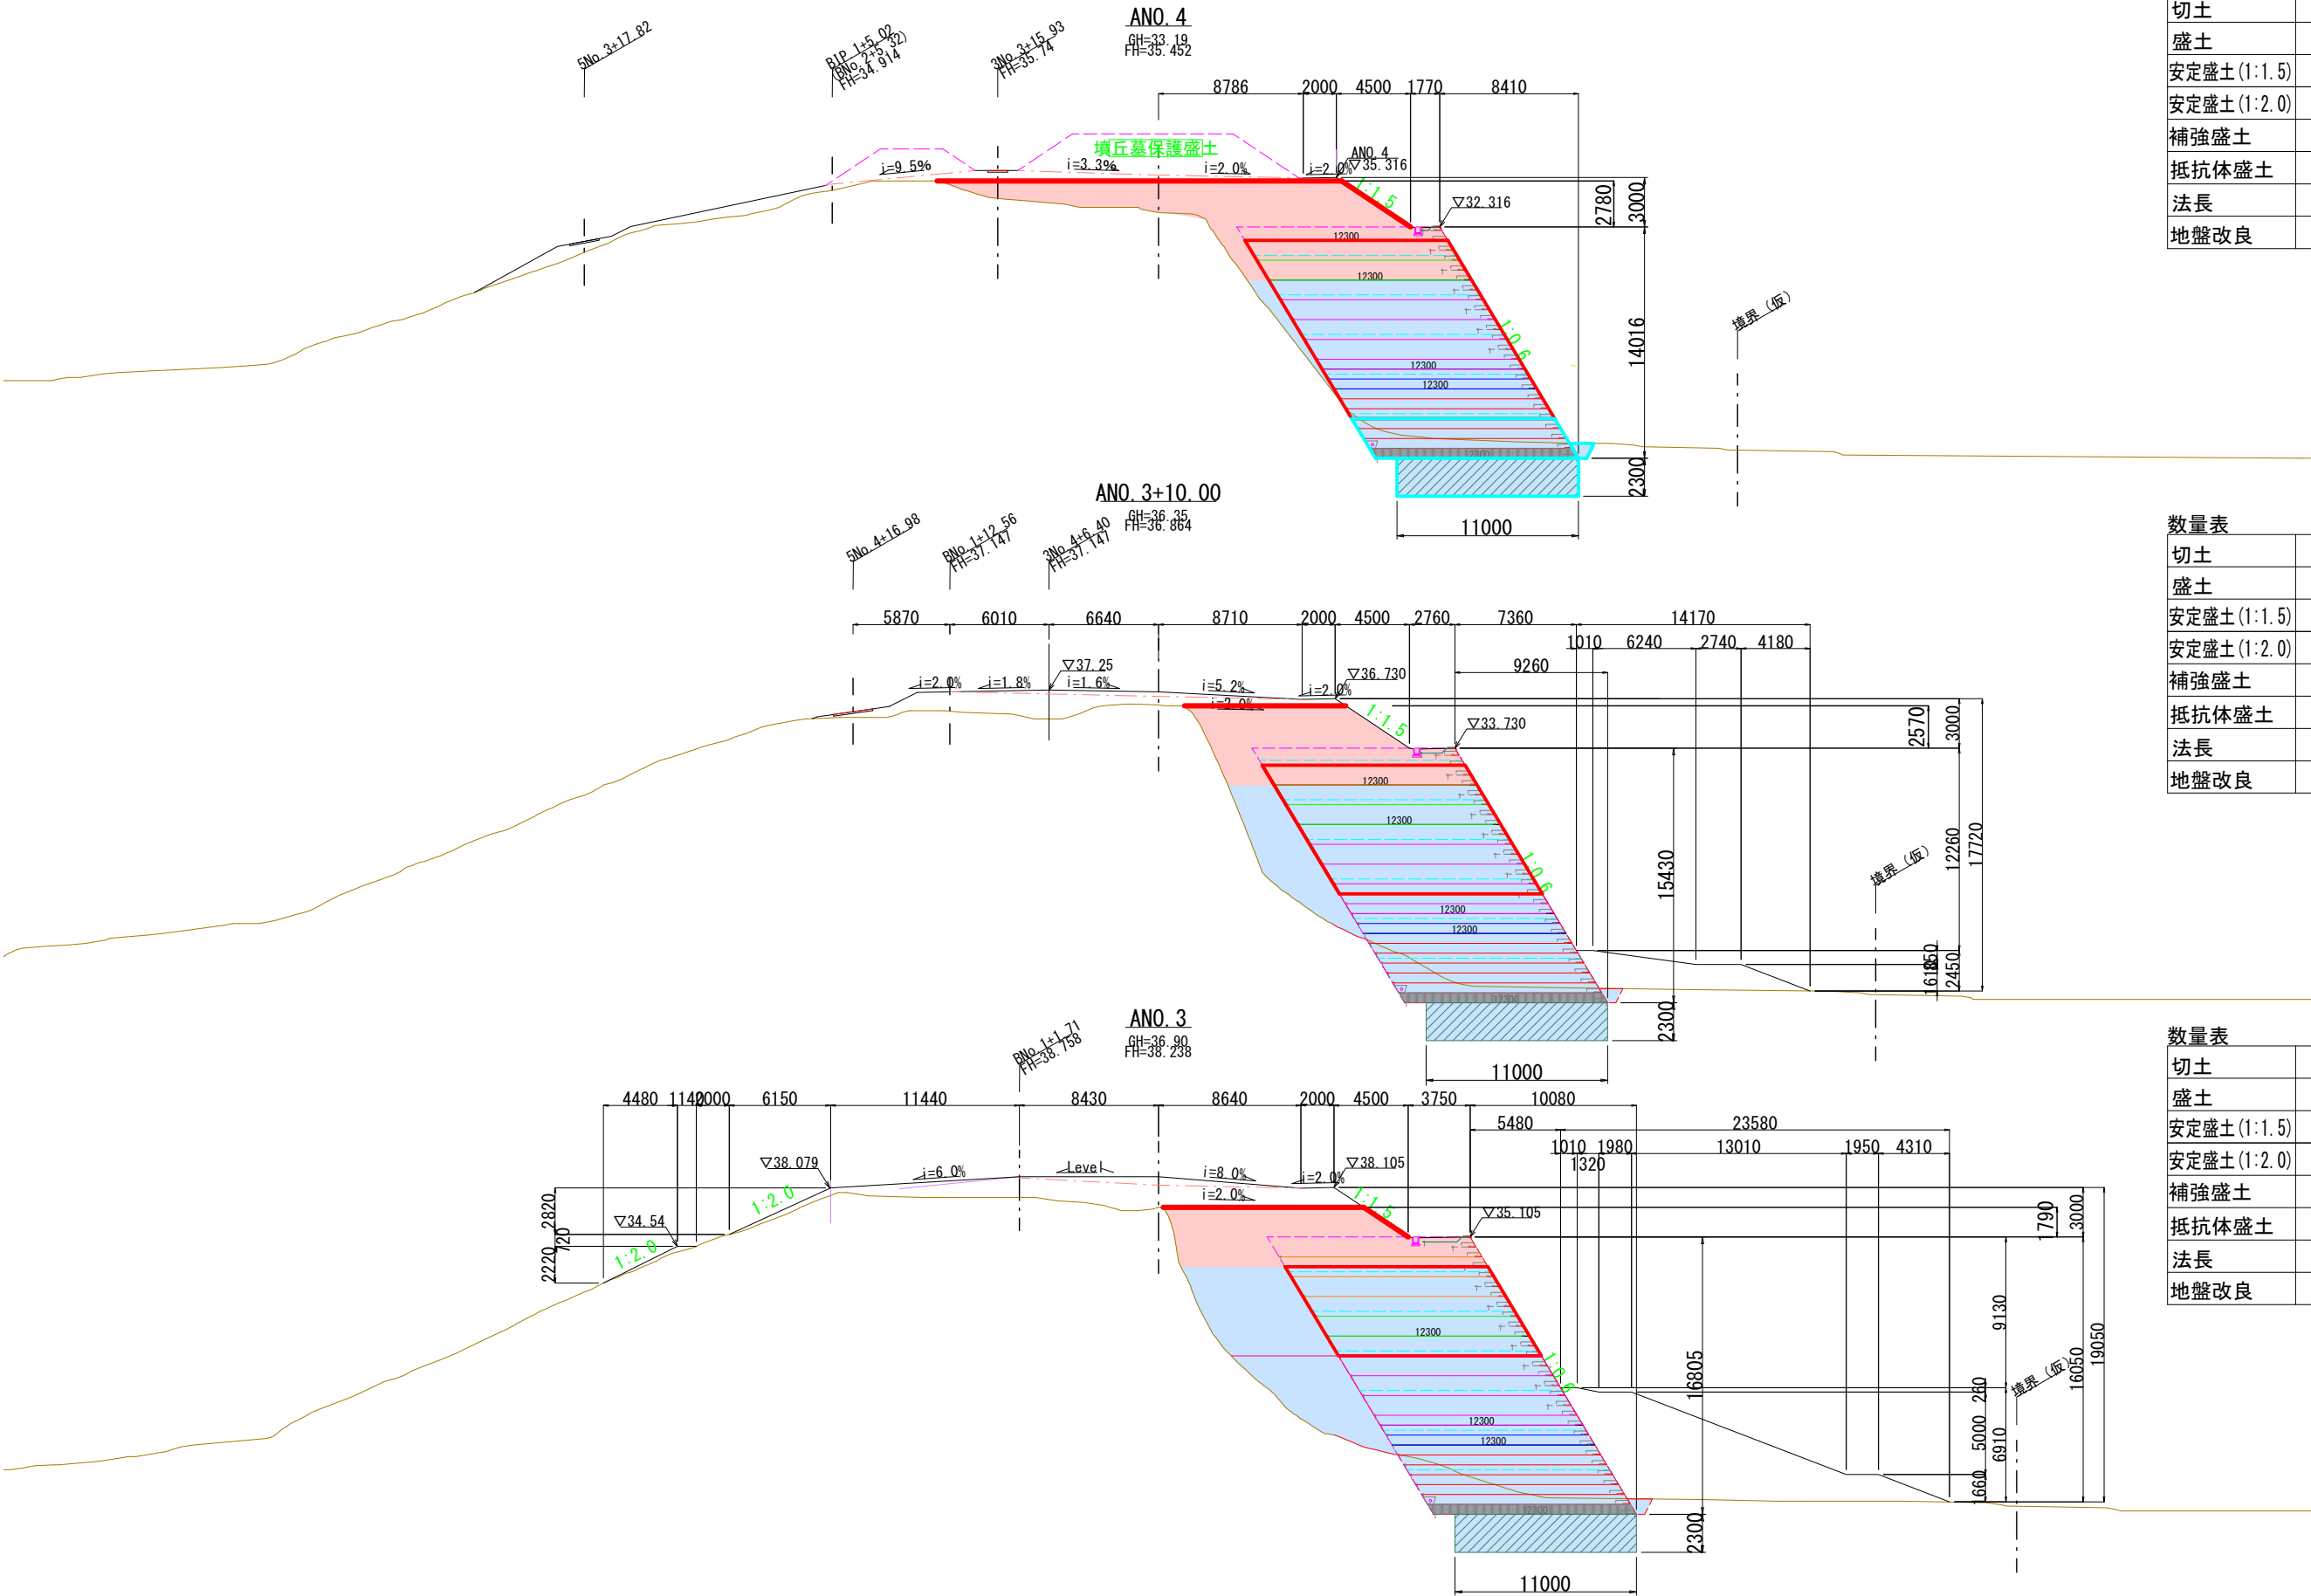 ANO. 4
GH=33.19
FH=35.452
5No. 3+17.82
BIP. 1+5.02
(BNo. 2+5.32)
FH=34.914
3No. 3+15.93
FH=35.74
8786 2000 4500 1770 8410
墳丘墓保護盛土
i=9.5% i=3.3% i=2.0% i=2.0%
ANO. 4
▽35.316
1:1.5
▽32.316
2780 3000
12300
12300
1:0.6
14016
境界（仮）
12300
12300
12300
2300
11000
切土
盛土
安定盛土(1:1.5)
安定盛土(1:2.0)
補強盛土
抵抗体盛土
法長
地盤改良
ANO. 3+10.00
GH=36.35
FH=36.864
5No. 4+16.98
BNo. 1+12.56
FH=37.147
3No. 4+6.40
FH=37.147
5870 6010 6640 8710 2000 4500 2760 7360 14170
1010 6240 2740 4180
9260
▽37.25
▽36.730
i=2.0% i=1.8% i=1.6% i=5.2% i=2.0%
i=2.0%
1:1.5
▽33.730
2570 3000
12300
12300
1:0.6
15430
12260 17720
境界（仮）
12300
12300
2450
12300
2300
11000
数量表
切土
盛土
安定盛土(1:1.5)
安定盛土(1:2.0)
補強盛土
抵抗体盛土
法長
地盤改良
ANO. 3
GH=36.90
FH=38.238
BNo. 1+1.71
FH=38.758
4480 1140 2000 6150 11440 8430 8640 2000 4500 3750 10080
5480 23580
1010 1980 13010 1950 4310
1320
▽38.079
i=6.0% Level i=8.0% i=2.0%
▽38.105
i=2.0%
1:2.0
1:1.5
2820
▽34.54
▽35.105
720
1:2.0
2220
1790 3000
12300
1:0.6
16805
9130
16050 19050
境界（仮）
260
12300
12300
5000 6910
1660
12300
2300
11000
数量表
切土
盛土
安定盛土(1:1.5)
安定盛土(1:2.0)
補強盛土
抵抗体盛土
法長
地盤改良